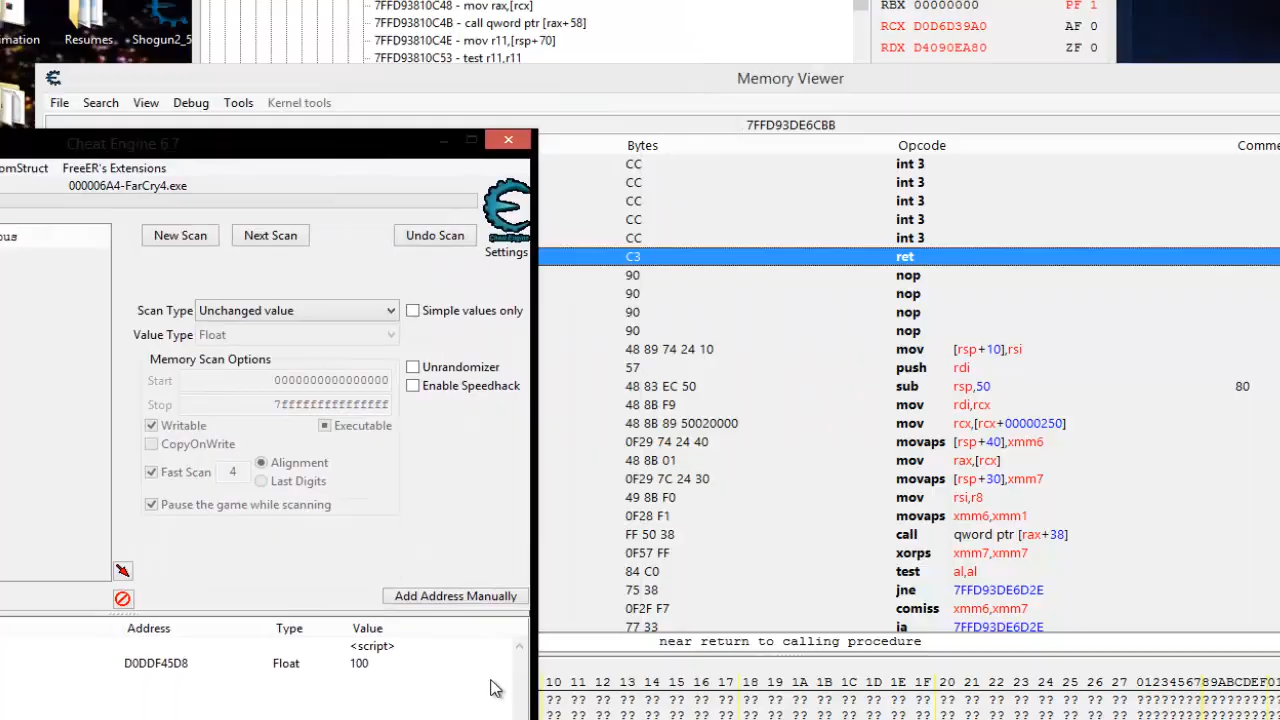 mation Resumes Shogun2_5
7FFD93810C48 - mov rax,[rcx]
7FFD93810C4B - call qword ptr [rax+58]
7FFD93810C4E - mov r11,[rsp+70]
7FFD93810C53 - test r11,r11
RBX 00000000 PF 1
RCX D0D6D39A0 AF 0
RDX D4090EA80 ZF 0
Memory Viewer
File Search View Debug Tools Kernel tools
7FFD93DE6CBB
Bytes Opcode Comme
CC int 3
CC int 3
CC int 3
CC int 3
CC int 3
C3 ret
90 nop
90 nop
90 nop
90 nop
48 89 74 24 10 mov [rsp+10],rsi
57 push rdi
48 83 EC 50 sub rsp,50 80
48 8B F9 mov rdi,rcx
48 8B 89 50020000 mov rcx,[rcx+00000250]
0F29 74 24 40 movaps [rsp+40],xmm6
48 8B 01 mov rax,[rcx]
0F29 7C 24 30 movaps [rsp+30],xmm7
49 8B F0 mov rsi,r8
0F28 F1 movaps xmm6,xmm1
FF 50 38 call qword ptr [rax+38]
0F57 FF xorps xmm7,xmm7
84 C0 test al,al
75 38 jne 7FFD93DE6D2E
0F2F F7 comiss xmm6,xmm7
77 33 ja 7FFD93DE6D2E
near return to calling procedure
10 11 12 13 14 15 16 17 18 19 1A 1B 1C 1D 1E 1F 20 21 22 23 24 25 26 27 0123456789ABCDEF01
?? ?? ?? ?? ?? ?? ?? ?? ?? ?? ?? ?? ?? ?? ?? ?? ?? ?? ?? ?? ?? ?? ?? ?? ??????????????????
?? ?? ?? ?? ?? ?? ?? ?? ?? ?? ?? ?? ?? ?? ?? ?? ?? ?? ?? ?? ?? ?? ?? ?? ??????????????????
Cheat Engine 6.7
omStruct FreeER's Extensions
000006A4-FarCry4.exe
ous
New Scan Next Scan Undo Scan
Settings
Scan Type Unchanged value Simple values only
Value Type Float
Memory Scan Options
Start 0000000000000000
Stop 7fffffffffffffff
Writable Executable
CopyOnWrite
Fast Scan 4 Alignment
Last Digits
Pause the game while scanning
Unrandomizer
Enable Speedhack
Add Address Manually
Address Type Value
<script>
D0DDF45D8 Float 100